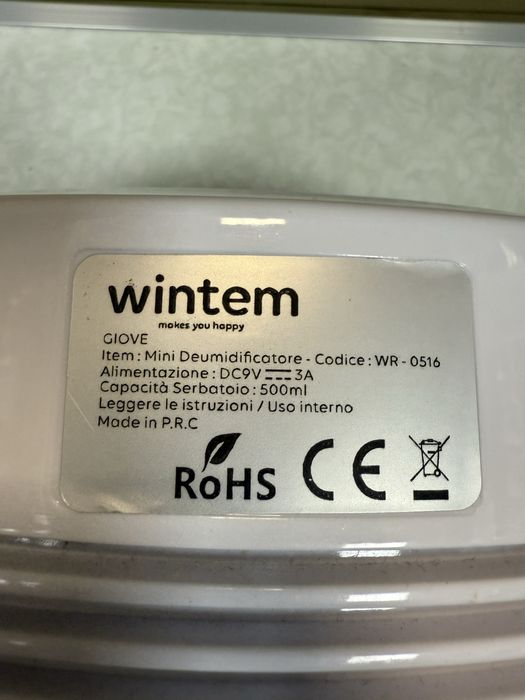 wintem
makes you happy
GIOVE
Item : Mini Deumidificatore - Codice : WR - 0516
Alimentazione : DC9V ⎓ 3A
Capacità Serbatoio : 500ml
Leggere le istruzioni / Uso interno
Made in P.R.C
RoHS CE